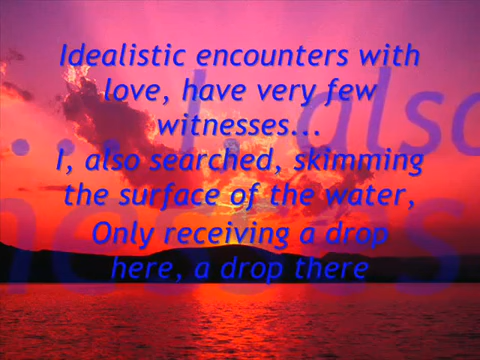 Idealistic encounters with
love, have very few
witnesses...
I, also searched, skimming
the surface of the water,
Only receiving a drop
here, a drop there